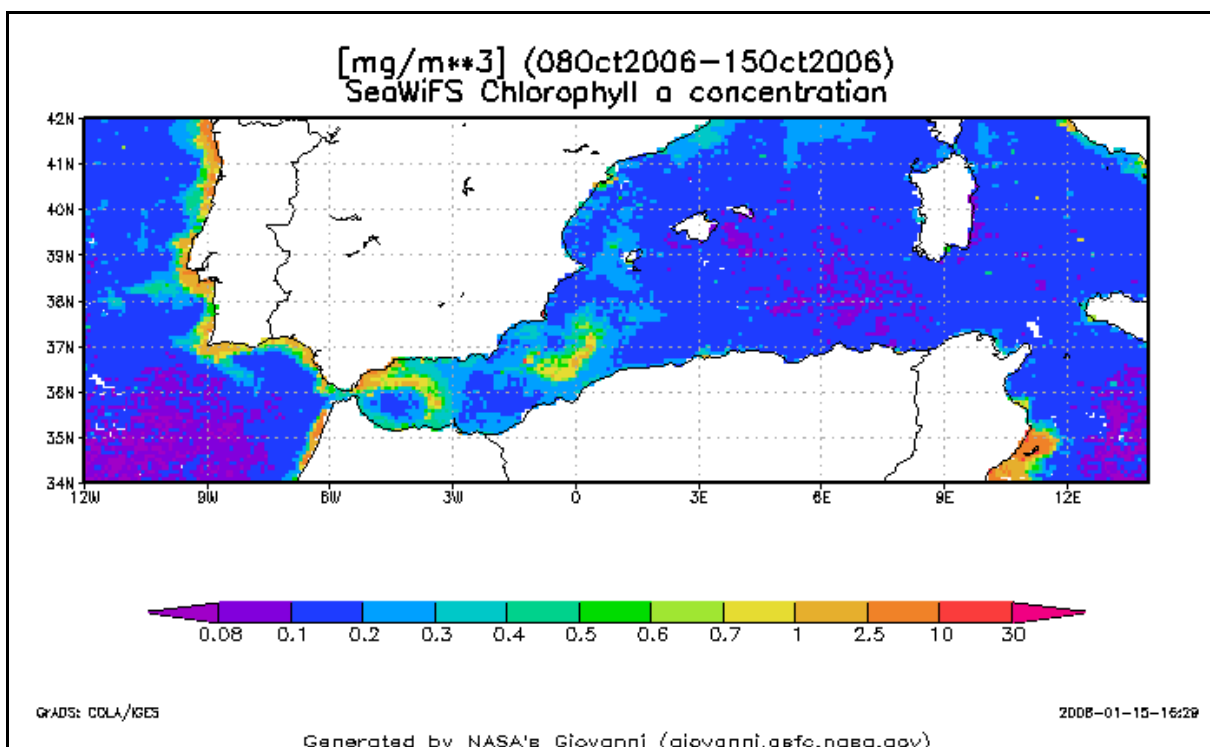 [mg/m**3] (08Oct2006-15Oct2006)
SeaWiFS Chlorophyll a concentration
42N
41N
40N
39N
38N
37N
36N
35N
34N
12W 9W 6W 3W 0 3E 6E 9E 12E
0.08 0.1 0.2 0.3 0.4 0.5 0.6 0.7 1 2.5 10 30
GrADS: COLA/IGES 2008-01-15-16:29
Generated by NASA's Giovanni (giovanni.gsfc.nasa.gov)